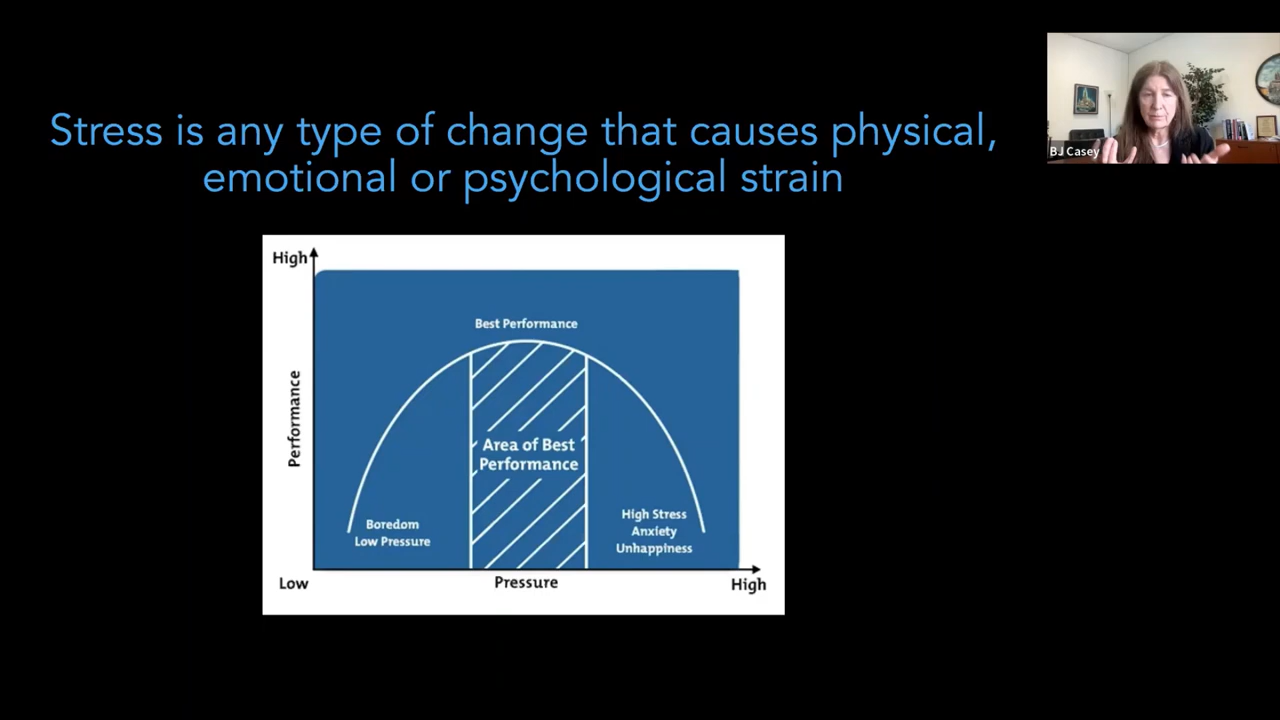 Stress is any type of change that causes physical,
emotional or psychological strain
BJ Casey
High
Best Performance
Performance
Area of Best
Performance
Boredom
Low Pressure
High Stress
Anxiety
Unhappiness
Low
Pressure
High